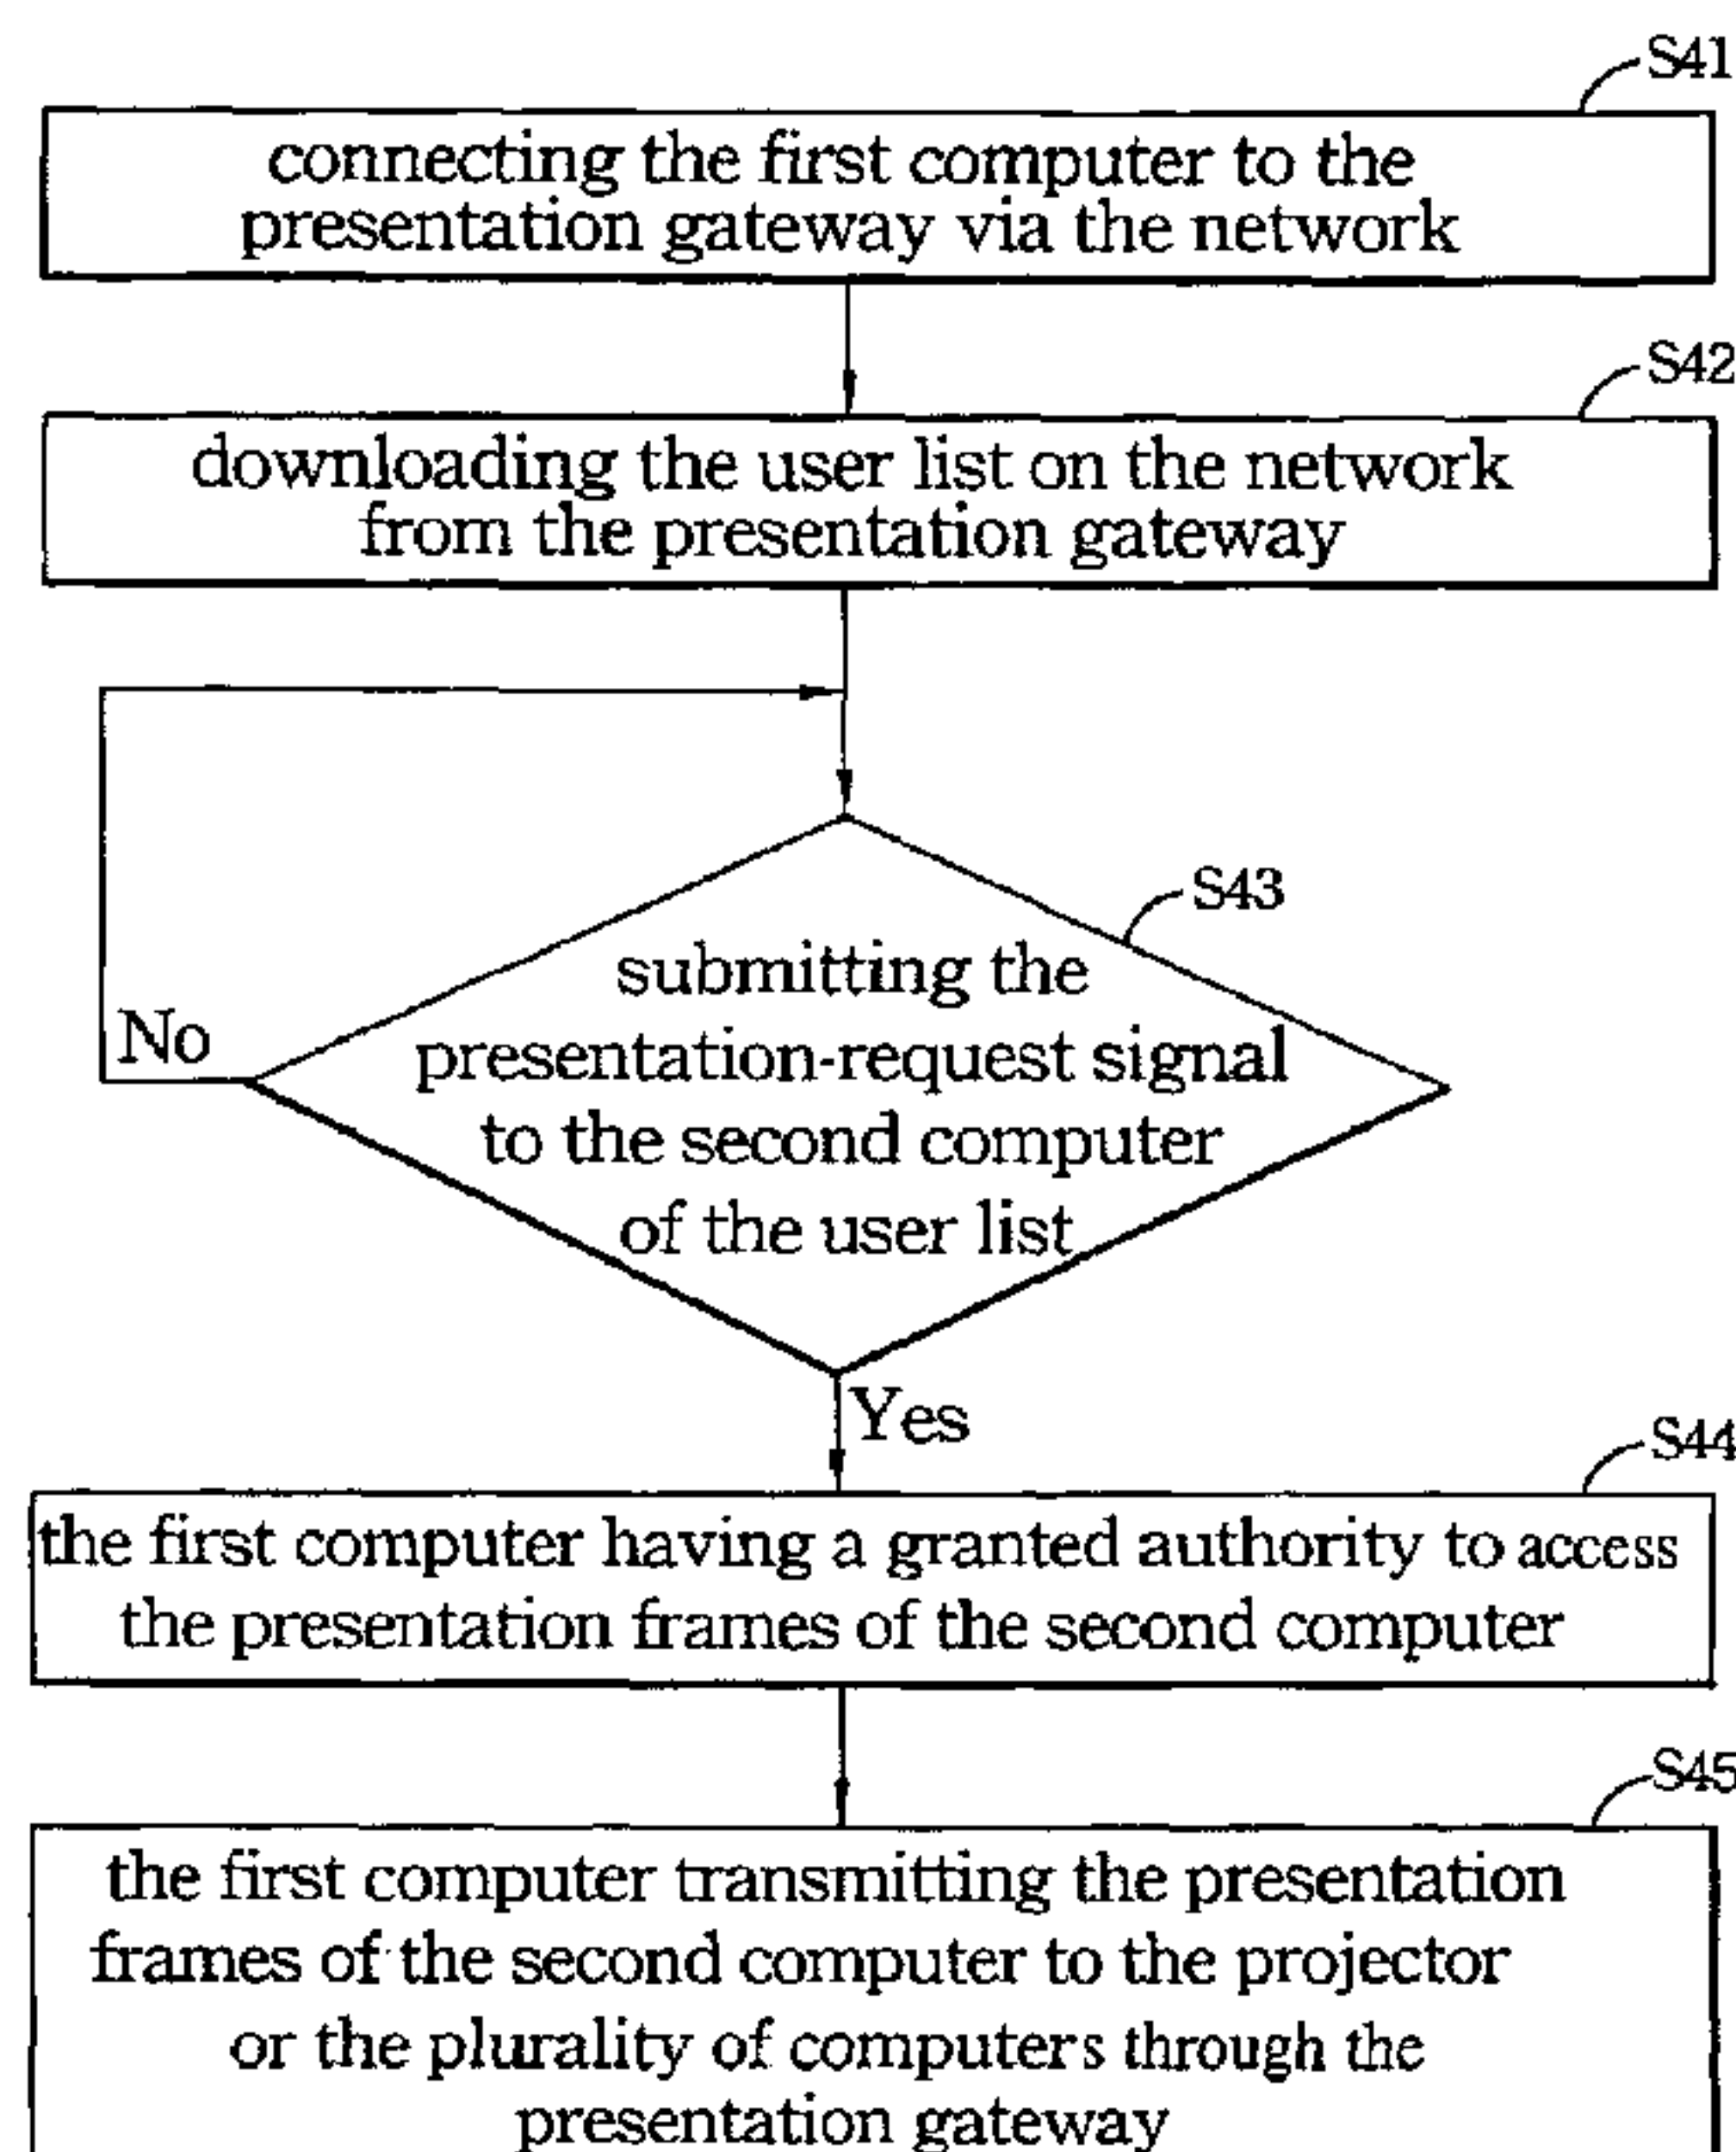 S41
connecting the first computer to the
presentation gateway via the network
S42
downloading the user list on the network
from the presentation gateway
S43
submitting the
presentation-request signal
to the second computer
of the user list
No
Yes
S44
the first computer having a granted authority to access
the presentation frames of the second computer
S45
the first computer transmitting the presentation
frames of the second computer to the projector
or the plurality of computers through the
presentation gateway